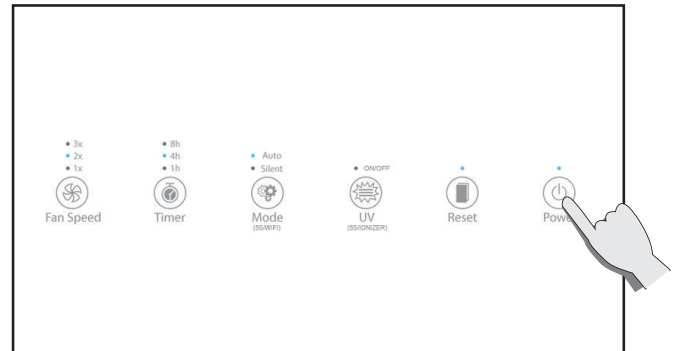 3x
2x
1x
Fan Speed
8h
4h
1h
Timer
Auto
Silent
Mode
(5S/WIFI)
ON/OFF
UV
(5S/IONIZER)
Reset
Powe